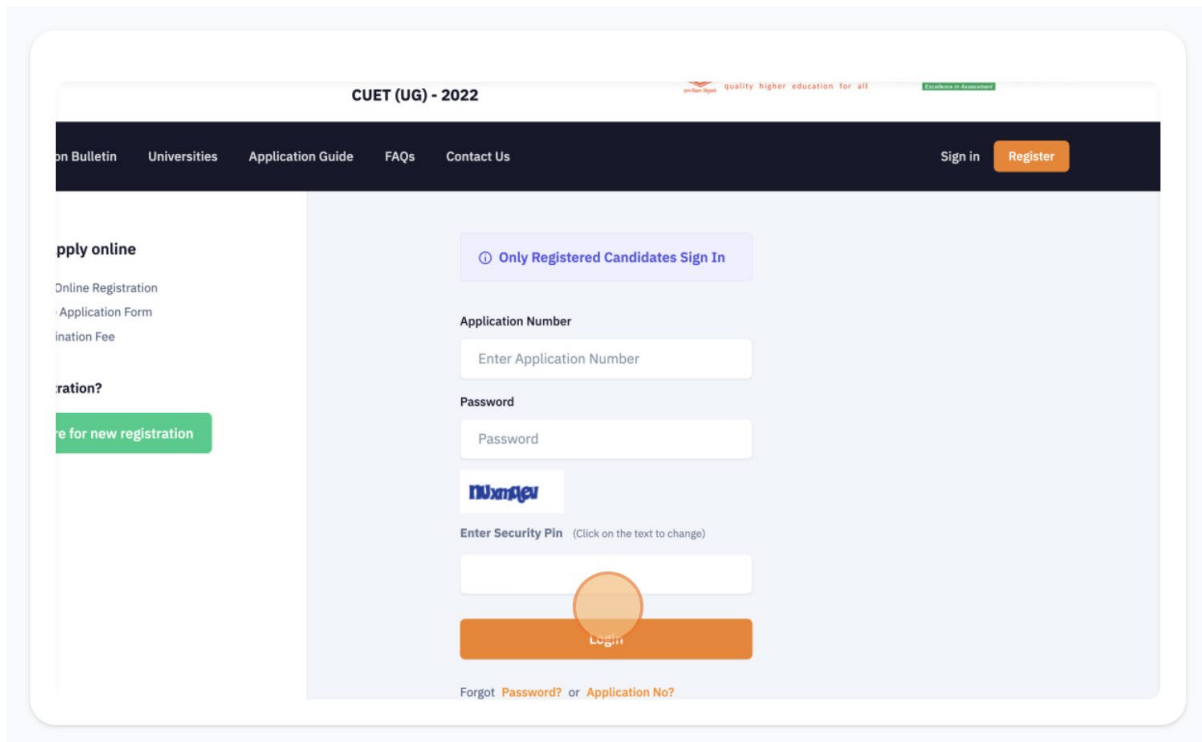 CUET (UG) - 2022
quality higher education for all
Excellence in Assessment
on Bulletin Universities Application Guide FAQs Contact Us Sign in Register
pply online
Online Registration
Application Form
ination Fee
ration?
re for new registration
Only Registered Candidates Sign In
Application Number
Enter Application Number
Password
Password
Enter Security Pin (Click on the text to change)
Login
Forgot Password? or Application No?